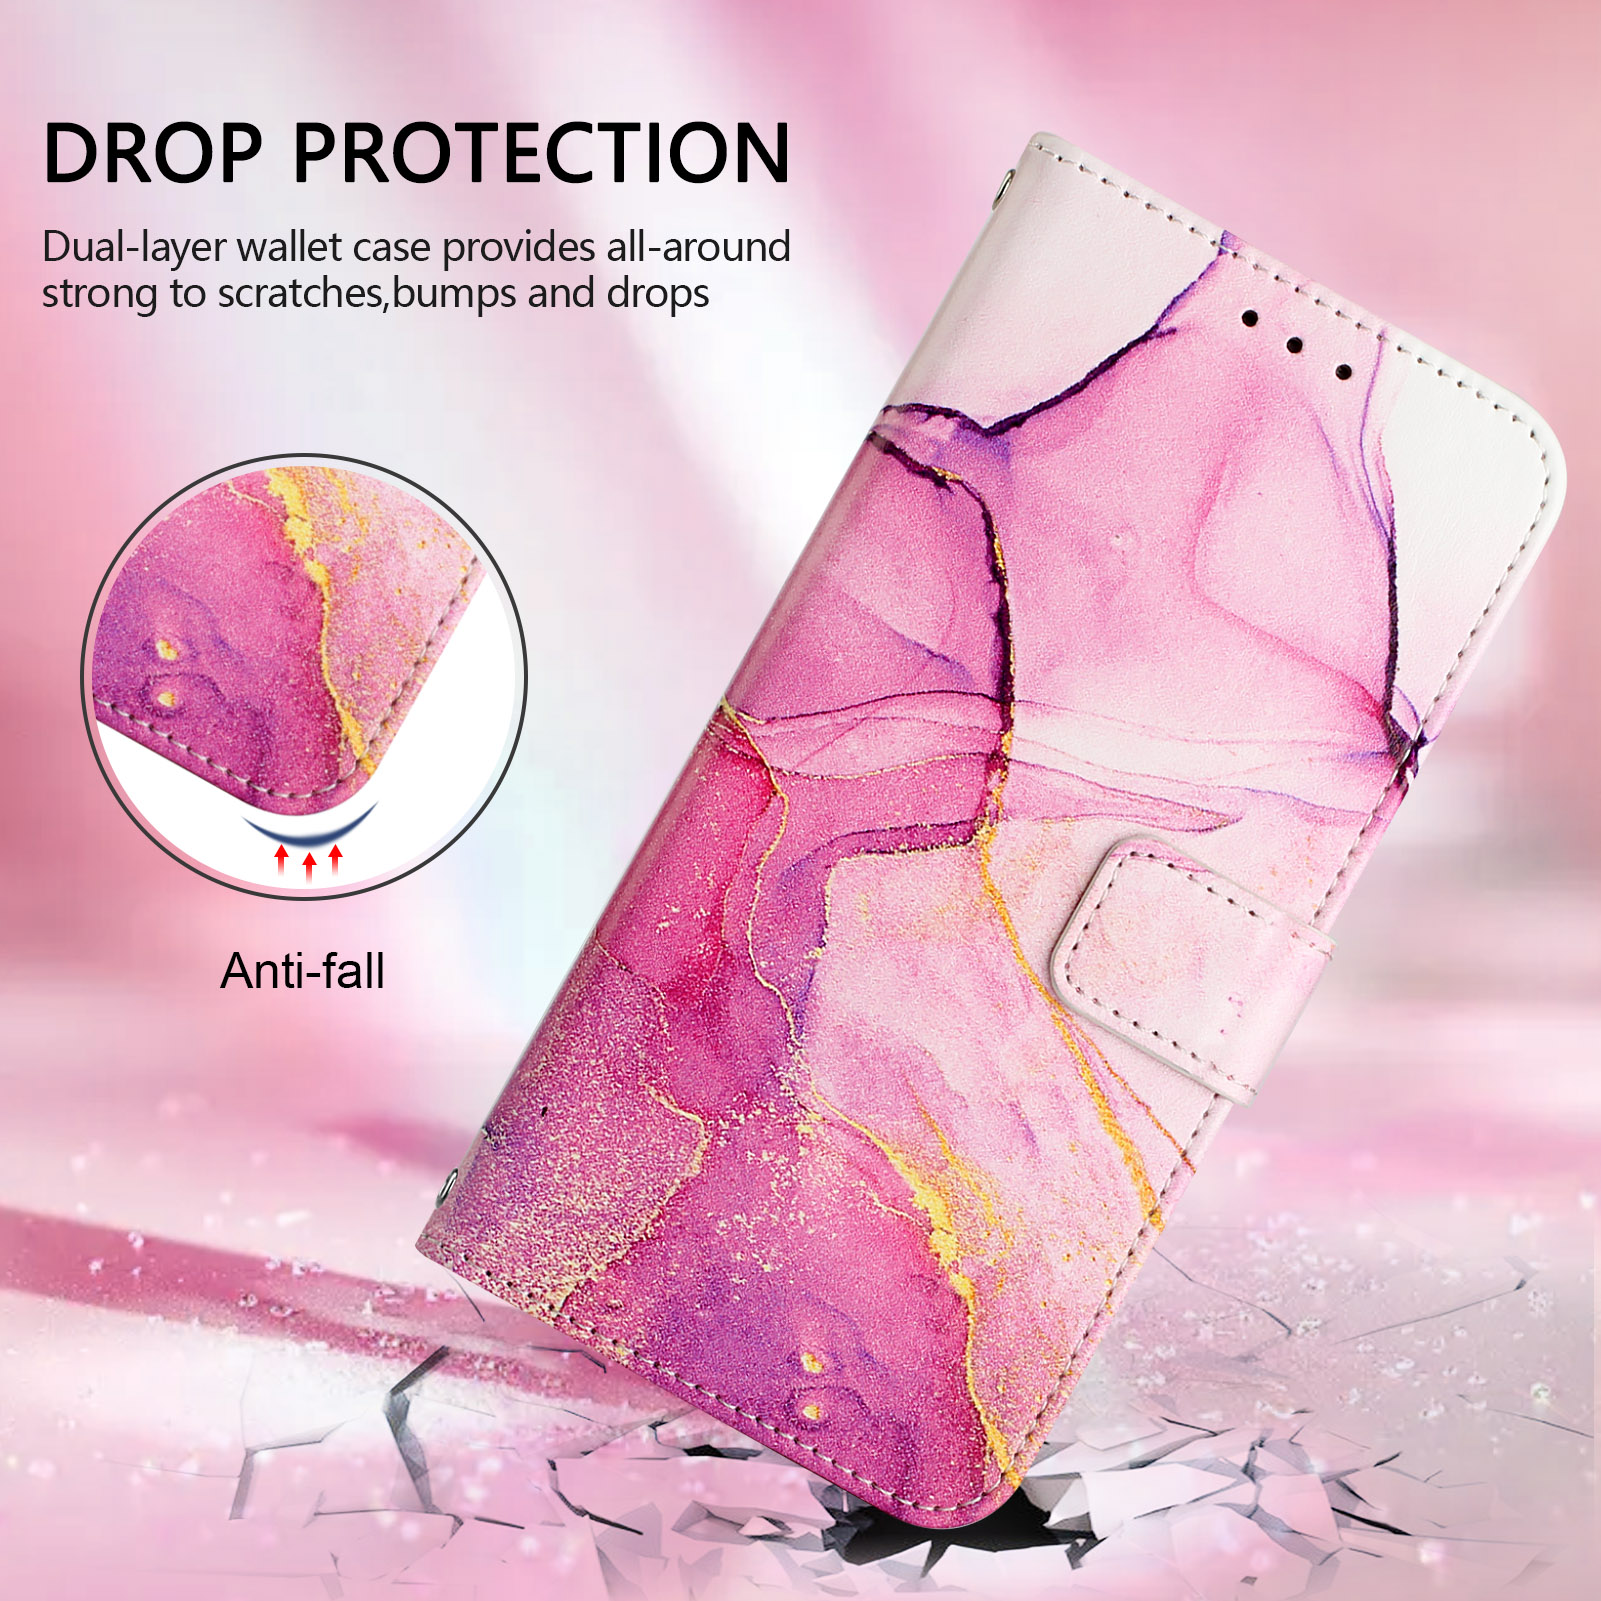 DROP PROTECTION
Dual-layer wallet case provides all-around
strong to scratches,bumps and drops
Anti-fall